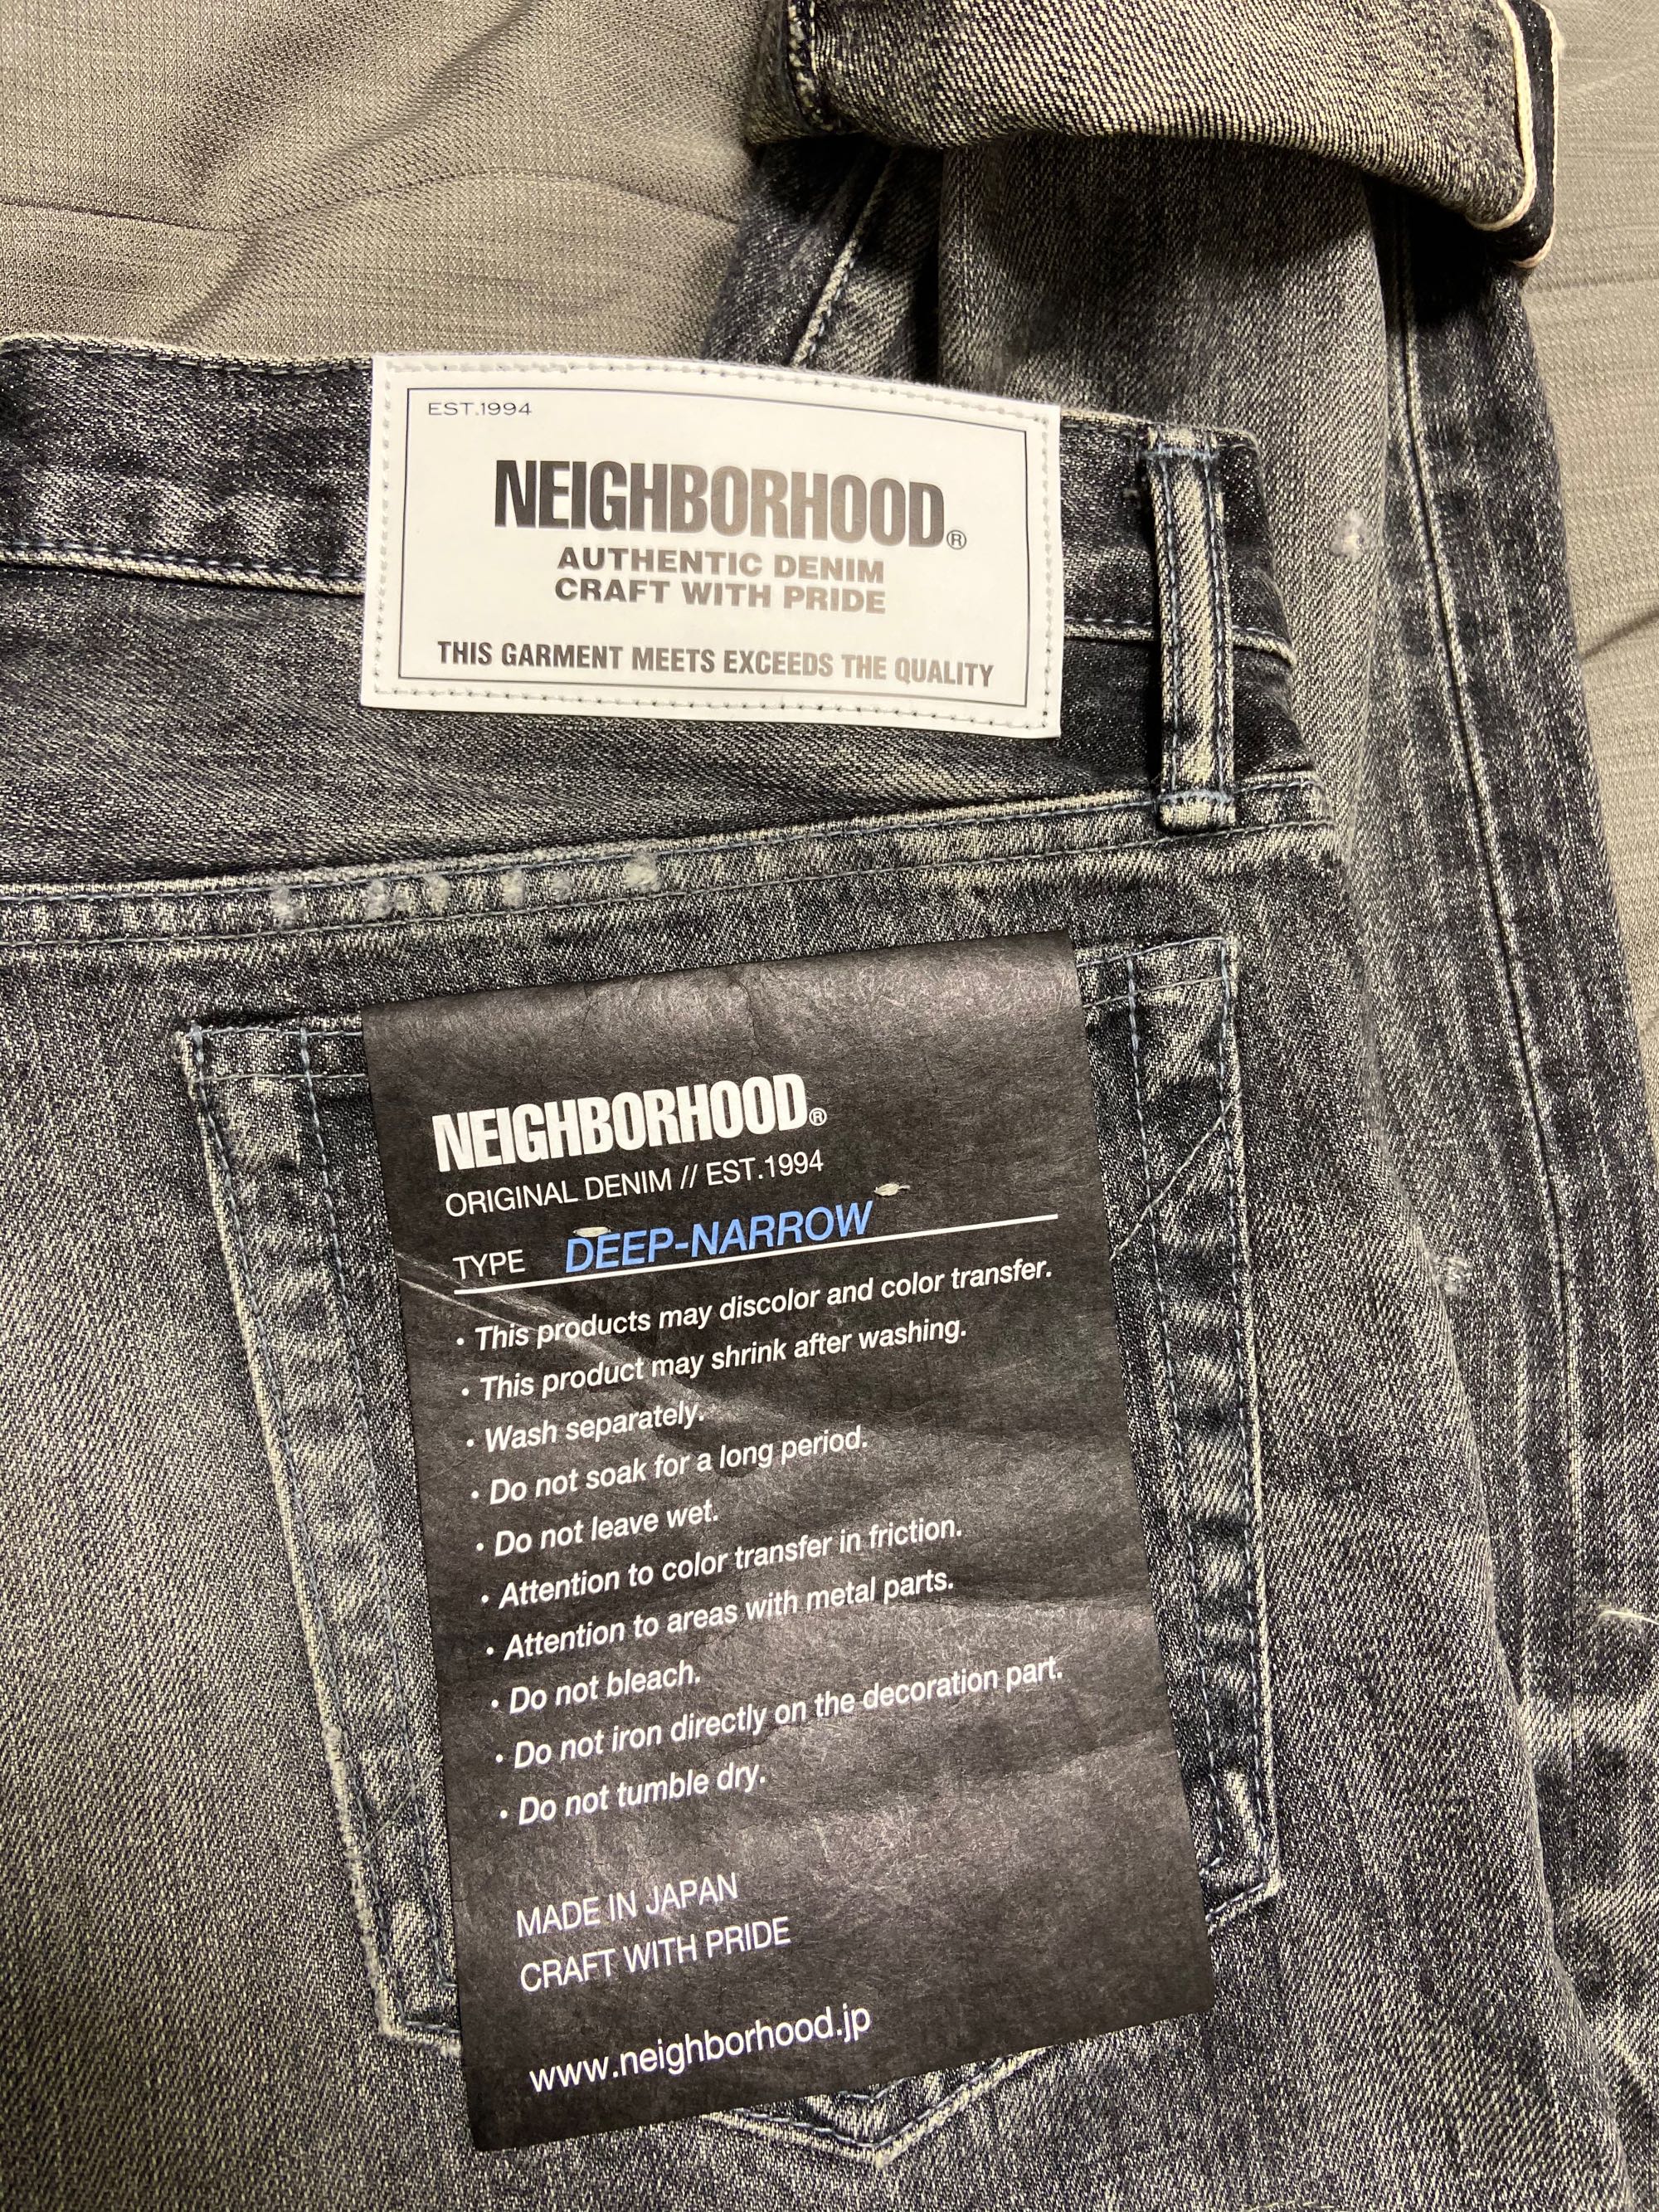 EST.1994
NEIGHBORHOOD®
AUTHENTIC DENIM
CRAFT WITH PRIDE
THIS GARMENT MEETS EXCEEDS THE QUALITY
NEIGHBORHOOD®
ORIGINAL DENIM // EST.1994
TYPE DEEP-NARROW
• This products may discolor and color transfer.
• This product may shrink after washing.
• Wash separately.
• Do not soak for a long period.
• Do not leave wet.
• Attention to color transfer in friction.
• Attention to areas with metal parts.
• Do not bleach.
• Do not iron directly on the decoration part.
• Do not tumble dry.
MADE IN JAPAN
CRAFT WITH PRIDE
www.neighborhood.jp